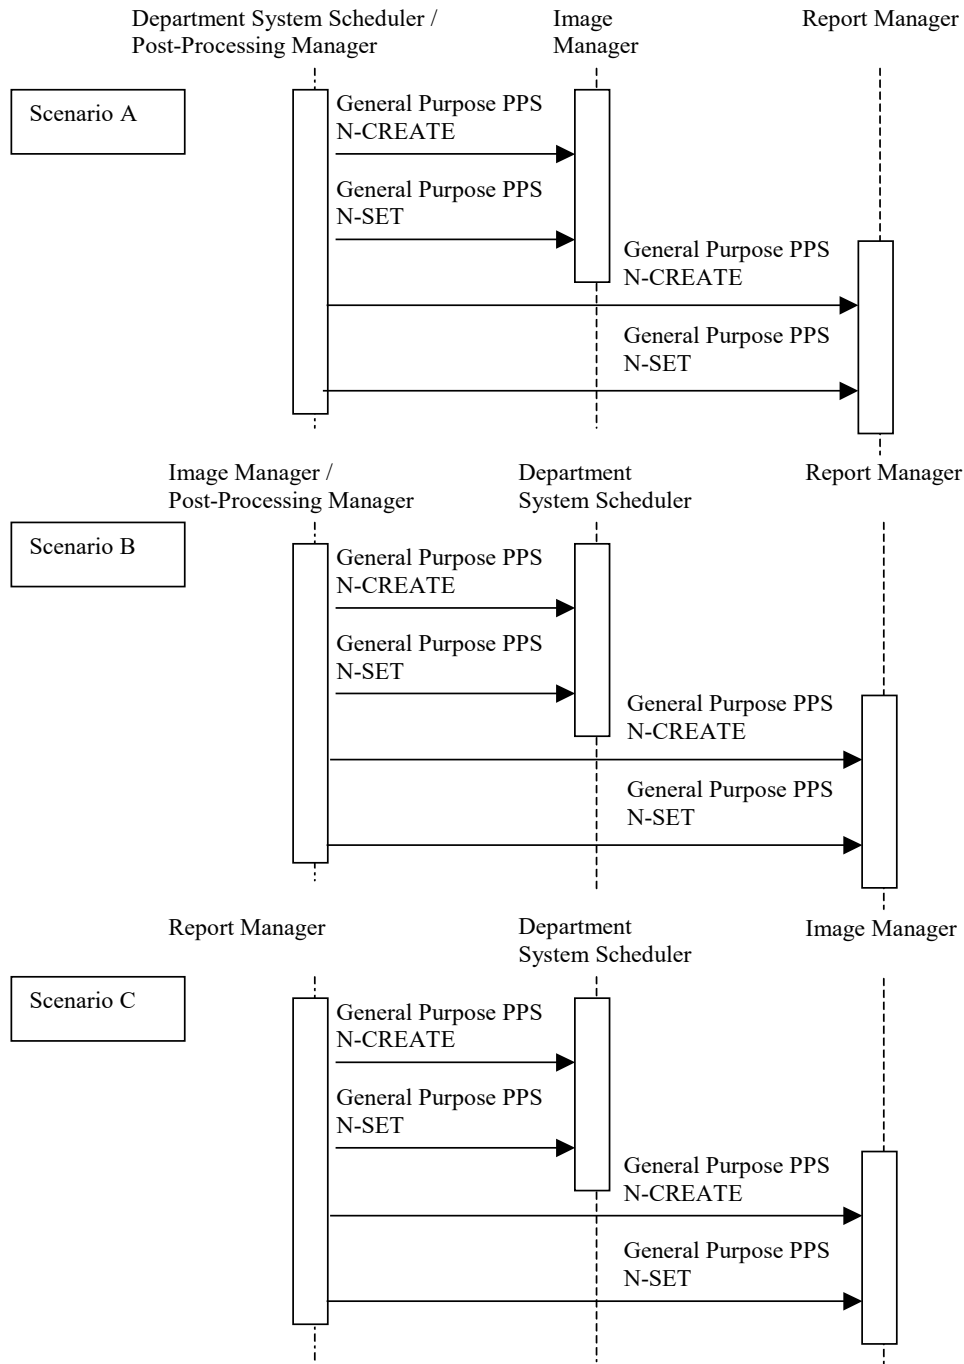 Department System Scheduler /
Post-Processing Manager
Image
Manager
Report Manager
Scenario A
General Purpose PPS
N-CREATE
General Purpose PPS
N-SET
General Purpose PPS
N-CREATE
General Purpose PPS
N-SET
Image Manager /
Post-Processing Manager
Department
System Scheduler
Report Manager
Scenario B
General Purpose PPS
N-CREATE
General Purpose PPS
N-SET
General Purpose PPS
N-CREATE
General Purpose PPS
N-SET
Report Manager
Department
System Scheduler
Image Manager
Scenario C
General Purpose PPS
N-CREATE
General Purpose PPS
N-SET
General Purpose PPS
N-CREATE
General Purpose PPS
N-SET